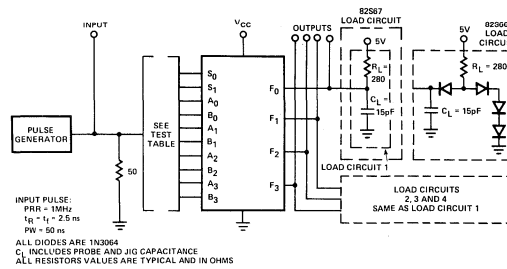 INPUT
VCC
OUTPUTS
82S67
LOAD CIRCUIT
5V
RL =
280
CL =
15pF
LOAD CIRCUIT 1
LOAD
5V
RL = 280
CL = 15pF
PULSE
GENERATOR
50
SEE
TEST
TABLE
S0
S1
A0
B0
A1
B1
A2
B2
A3
B3
F0
F1
F2
F3
LOAD CIRCUITS
2, 3 AND 4
SAME AS LOAD CIRCUIT 1
INPUT PULSE:
PRR = 1MHz
tR = tf = 2.5 ns
PW = 50 ns
ALL DIODES ARE 1N3064
CL INCLUDES PROBE AND JIG CAPACITANCE
ALL RESISTORS VALUES ARE TYPICAL AND IN OHMS